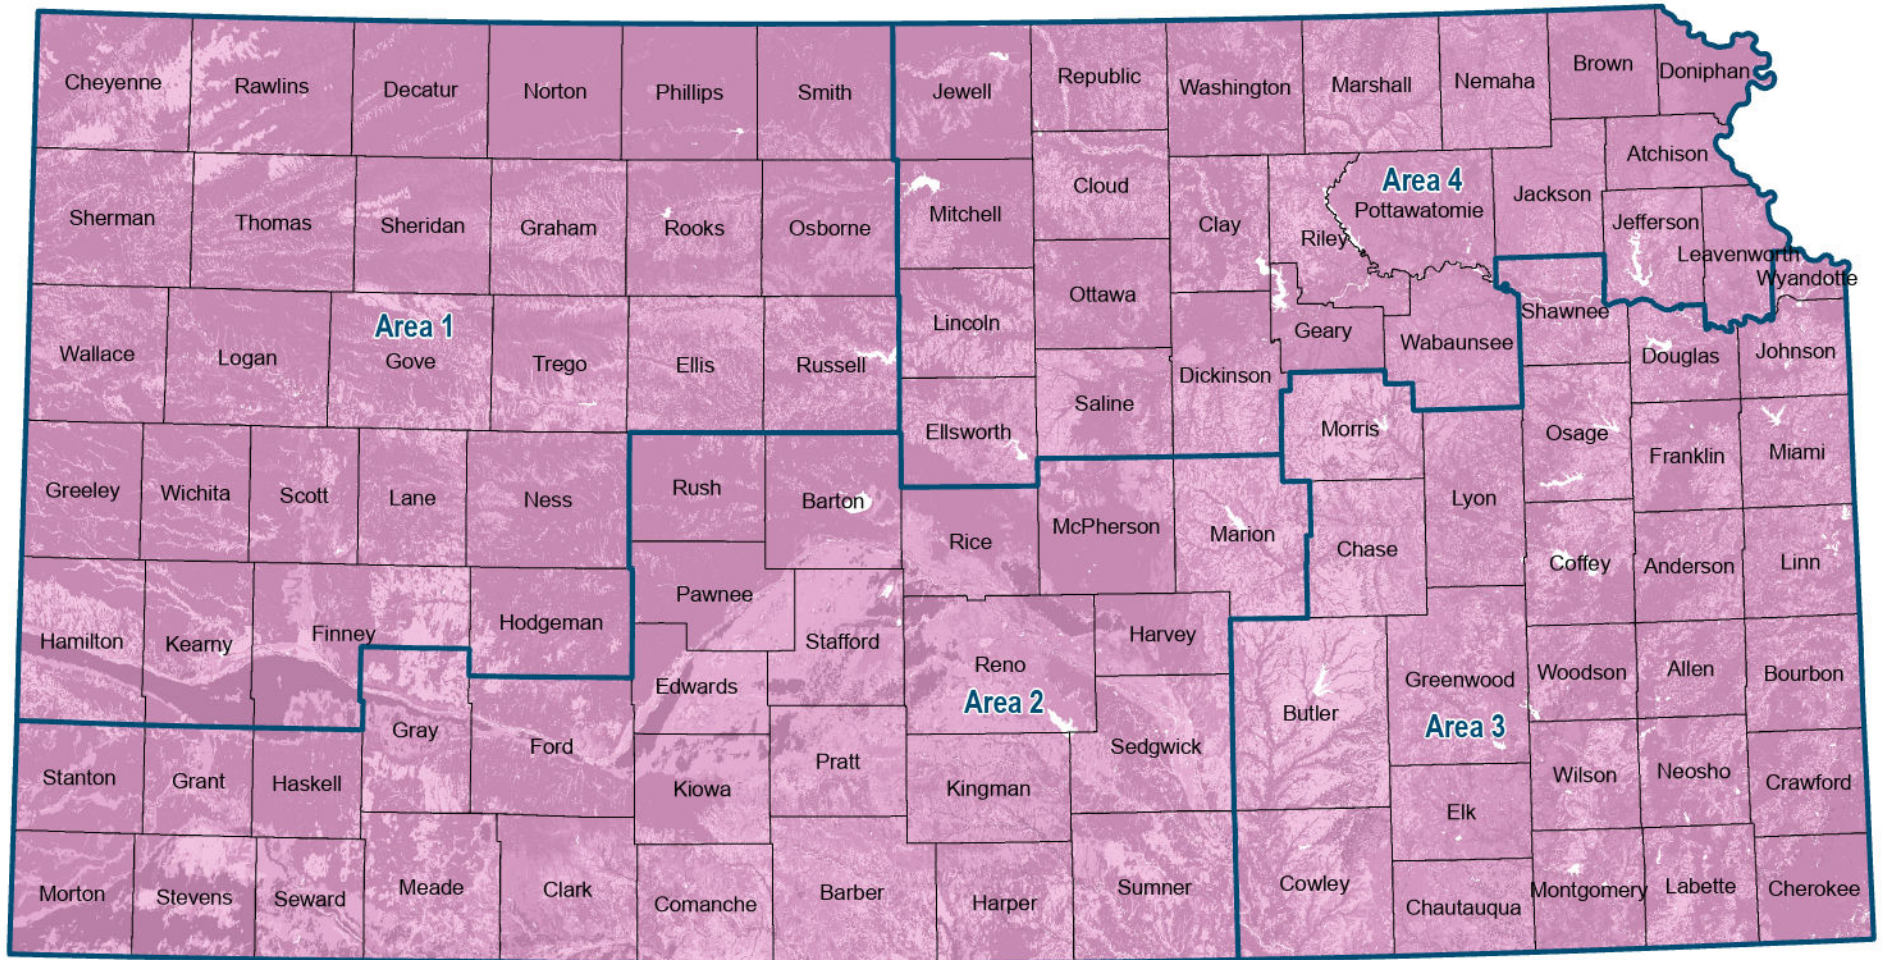 Cheyenne
Rawlins
Decatur
Norton
Phillips
Smith
Jewell
Republic
Washington
Marshall
Nemaha
Brown
Doniphan
Sherman
Thomas
Sheridan
Graham
Rooks
Osborne
Mitchell
Cloud
Clay
Riley
Area 4
Pottawatomie
Jackson
Atchison
Jefferson
Leavenworth
Wyandotte
Wallace
Logan
Area 1
Gove
Trego
Ellis
Russell
Lincoln
Ottawa
Dickinson
Geary
Wabaunsee
Shawnee
Douglas
Johnson
Greeley
Wichita
Scott
Lane
Ness
Rush
Barton
Ellsworth
Saline
Morris
Lyon
Osage
Franklin
Miami
Rice
McPherson
Marion
Chase
Coffey
Anderson
Linn
Hamilton
Kearny
Finney
Hodgeman
Pawnee
Stafford
Edwards
Reno
Area 2
Harvey
Sedgwick
Butler
Greenwood
Area 3
Woodson
Allen
Bourbon
Stanton
Grant
Haskell
Gray
Ford
Kiowa
Pratt
Kingman
Elk
Wilson
Neosho
Crawford
Morton
Stevens
Seward
Meade
Clark
Comanche
Barber
Harper
Sumner
Cowley
Chautauqua
Montgomery
Labette
Cherokee